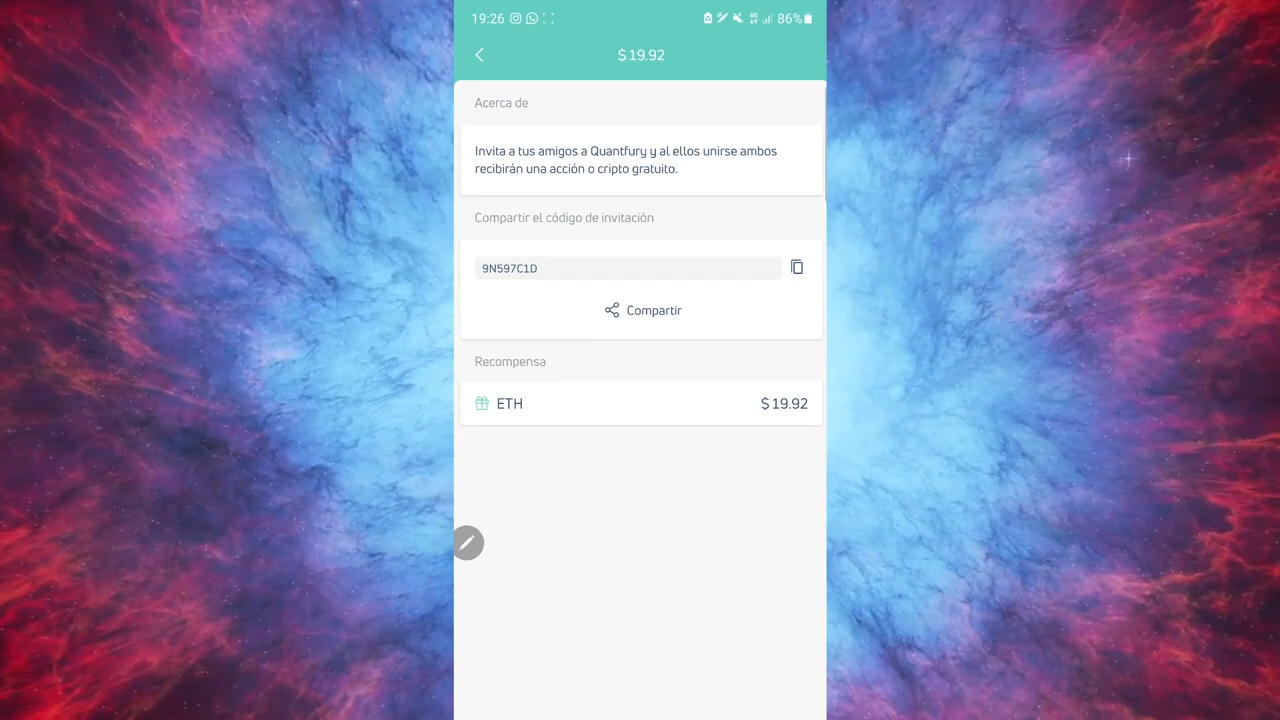 19:26 86%
$ 19.92
Acerca de
Invita a tus amigos a Quantfury y al ellos unirse ambos
recibirán una acción o cripto gratuito.
Compartir el código de invitación
9N597C1D
Compartir
Recompensa
ETH $ 19.92